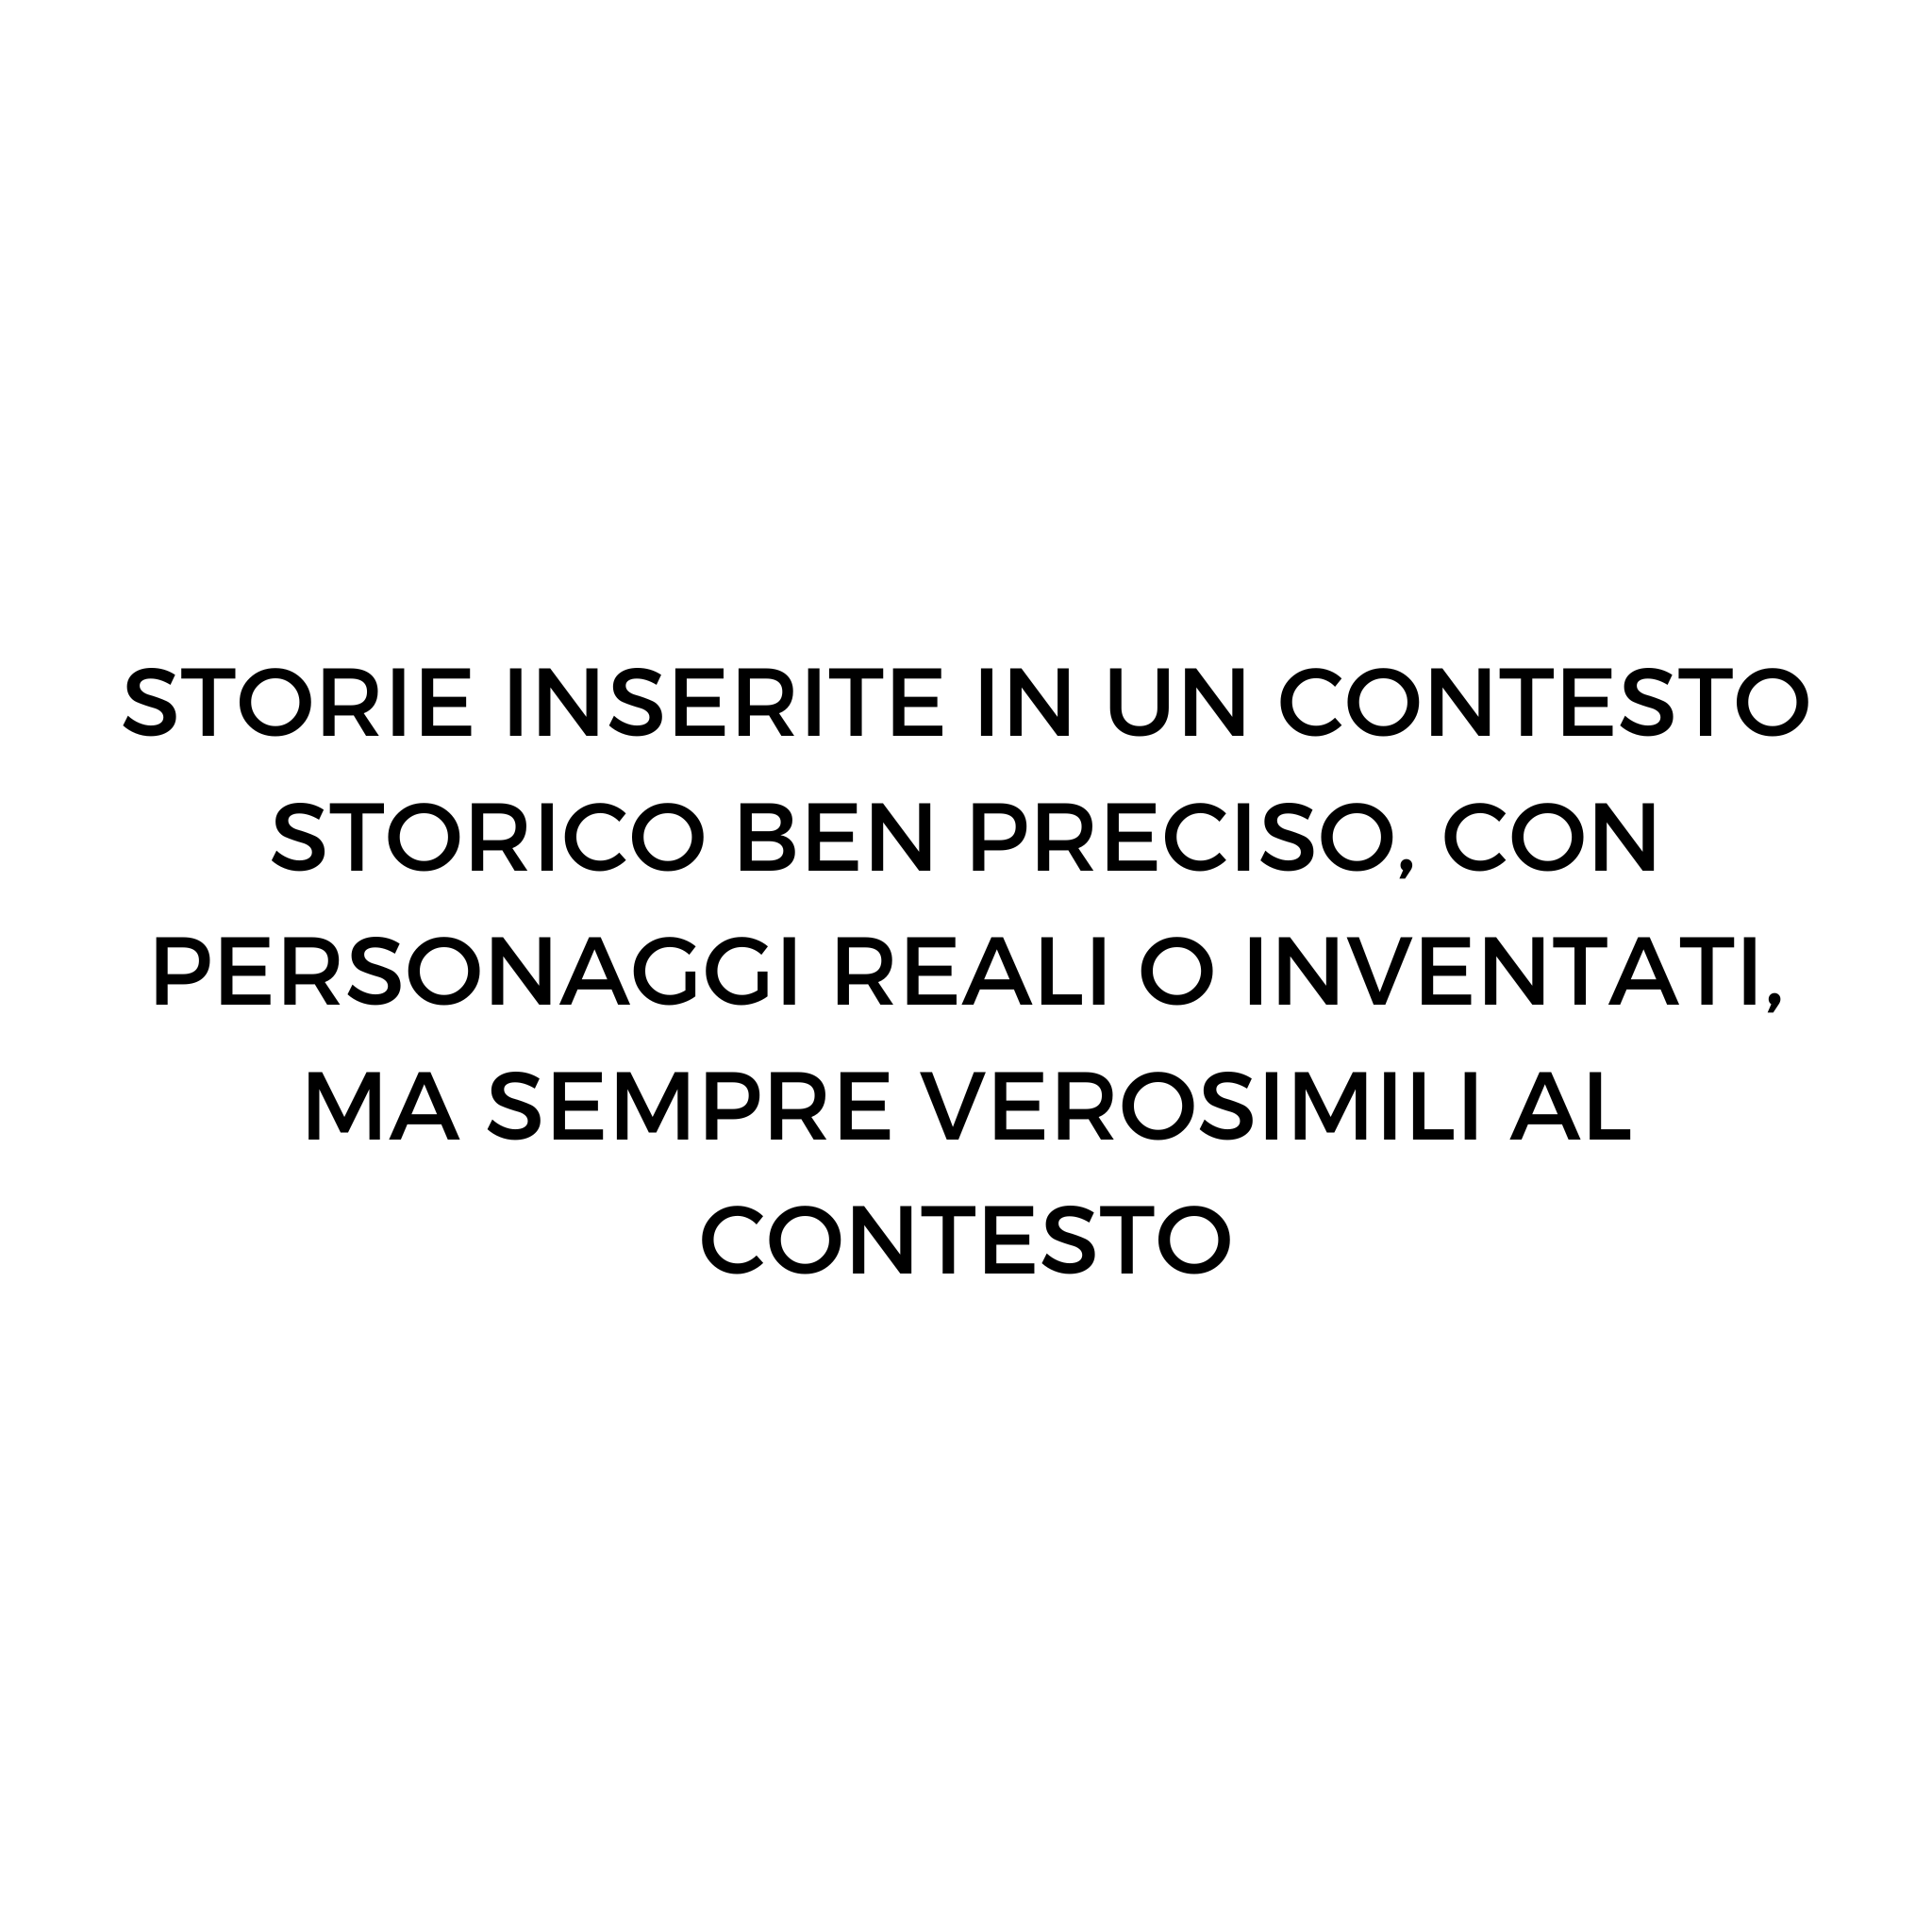 STORIE INSERITE IN UN CONTESTO
STORICO BEN PRECISO, CON
PERSONAGGI REALI O INVENTATI,
MA SEMPRE VEROSIMILI AL
CONTESTO